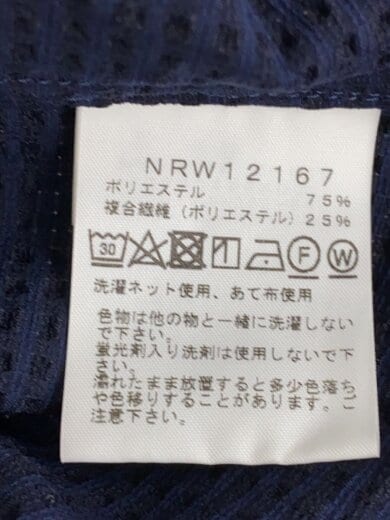 NRW12167
ポリエステル 75%
複合繊維(ポリエステル)25%
30 F W
洗濯ネット使用、あて布使用
色物は他の物と一緒に洗濯しない
で下さい。
蛍光剤入り洗剤は使用しないで下
さい。
濡れたまま放置すると多少色落ち
や色移りすることがあります。ご
注意下さい。